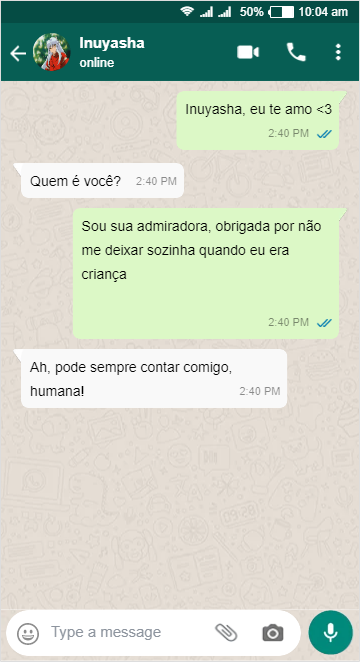 50% 10:04 am
Inuyasha
online
Inuyasha, eu te amo <3
2:40 PM
Quem é você? 2:40 PM
Sou sua admiradora, obrigada por não
me deixar sozinha quando eu era
criança
2:40 PM
Ah, pode sempre contar comigo,
humana! 2:40 PM
Type a message